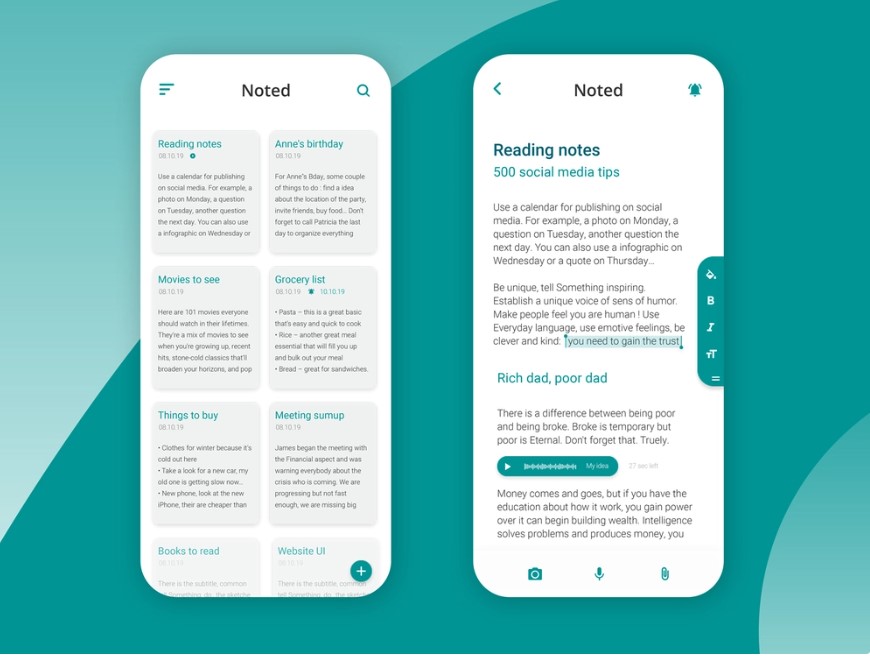 Noted
Reading notes
08.10.19
Use a calendar for publishing
on social media. For example, a
photo on Monday, a question
on Tuesday, another question
the next day. You can also use
a infographic on Wednesday or
Anne's birthday
08.10.19
For Anne's Bday, some couple
of things to do : find a idea
about the location of the party,
invite friends, buy food... Don't
forget to call Patricia the last
day to organize everything
Movies to see
08.10.19
Here are 101 movies everyone
should watch in their lifetimes.
They're a mix of movies to see
when you're growing up, recent
hits, stone-cold classics that'll
broaden your horizons, and pop
Grocery list
08.10.19 10.10.19
• Pasta – this is a great basic
that's easy and quick to cook
• Rice – another great meal
essential that will fill you up
and bulk out your meal
• Bread – great for sandwiches.
Things to buy
08.10.19
• Clothes for winter because it's
cold out here
• Take a look for a new car, my
old one is getting slow now...
• New phone, look at the new
iPhone, their are cheaper than
Meeting sumup
08.10.19
James began the meeting with
the Financial aspect and was
warning everybody about the
crisis who is coming. We are
progressing but not fast
enough, we are missing big
Books to read
08.10.19
There is the subtitle, common
tell Something, do, the sketche
Website UI
There is the subtitle, common
tell Something, do, the sketche
Noted
Reading notes
500 social media tips
Use a calendar for publishing on social
media. For example, a photo on Monday, a
question on Tuesday, another question the
next day. You can also use a infographic on
Wednesday or a quote on Thursday...
Be unique, tell Something inspiring.
Establish a unique voice of sens of humor.
Make people feel you are human ! Use
Everyday language, use emotive feelings, be
clever and kind. you need to gain the trust
B
I
TT
Rich dad, poor dad
There is a difference between being poor
and being broke. Broke is temporary but
poor is Eternal. Don't forget that. Truely.
My idea 27 sec left
Money comes and goes, but if you have the
education about how it work, you gain power
over it can begin building wealth. Intelligence
solves problems and produces money, you